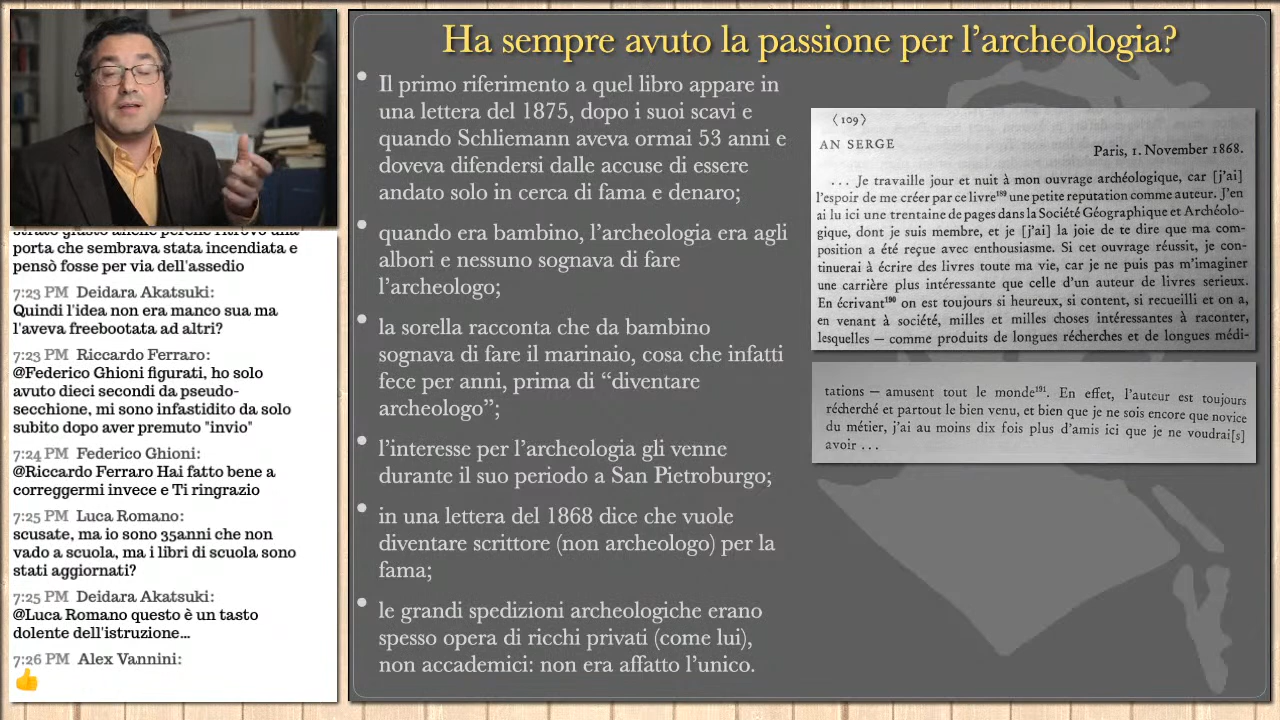 Ha sempre avuto la passione per l’archeologia?
• Il primo riferimento a quel libro appare in
una lettera del 1875, dopo i suoi scavi e
quando Schliemann aveva ormai 53 anni e
doveva difendersi dalle accuse di essere
andato solo in cerca di fama e denaro;
• quando era bambino, l’archeologia era agli
albori e nessuno sognava di fare
l’archeologo;
• la sorella racconta che da bambino
sognava di fare il marinaio, cosa che infatti
fece per anni, prima di “diventare
archeologo”;
• l’interesse per l’archeologia gli venne
durante il suo periodo a San Pietroburgo;
• in una lettera del 1868 dice che vuole
diventare scrittore (non archeologo) per la
fama;
• le grandi spedizioni archeologiche erano
spesso opera di ricchi privati (come lui),
non accademici: non era affatto l’unico.
(109)
AN SERGE
Paris, 1. November 1868.
... Je travaille jour et nuit à mon ouvrage archéologique, car [j'ai]
l'espoir de me créer par ce livre¹⁸⁹ une petite reputation comme auteur. J'en
ai lu ici une trentaine de pages dans la Société Géographique et Archéolo-
gique, dont je suis membre, et je [j'ai] la joie de te dire que ma com-
position a été reçue avec enthousiasme. Si cet ouvrage réussit, je con-
tinuerai à écrire des livres toute ma vie, car je ne puis pas m'imaginer
une carrière plus intéressante que celle d'un auteur de livres serieux.
En écrivant¹⁹⁰ on est toujours si heureux, si content, si recueilli et on a,
en venant à société, milles et milles choses intéressantes à raconter,
lesquelles — comme produits de longues réchérches et de longues médi-
tations — amusent tout le monde¹⁹¹. En effet, l'auteur est toujours
récherché et partout le bien venu, et bien que je ne sois encore que novice
du métier, j'ai au moins dix fois plus d'amis ici que je ne voudrai[s]
avoir ...
porta che sembrava stata incendiata e
pensò fosse per via dell'assedio
7:23 PM Deidara Akatsuki:
Quindi l'idea non era manco sua ma
l'aveva freebootata ad altri?
7:23 PM Riccardo Ferraro:
@Federico Ghioni figurati, ho solo
avuto dieci secondi da pseudo-
secchione, mi sono infastidito da solo
subito dopo aver premuto "invio"
7:24 PM Federico Ghioni:
@Riccardo Ferraro Hai fatto bene a
correggermi invece e Ti ringrazio
7:25 PM Luca Romano:
scusate, ma io sono 35anni che non
vado a scuola, ma i libri di scuola sono
stati aggiornati?
7:25 PM Deidara Akatsuki:
@Luca Romano questo è un tasto
dolente dell'istruzione...
7:26 PM Alex Vannini:
👍